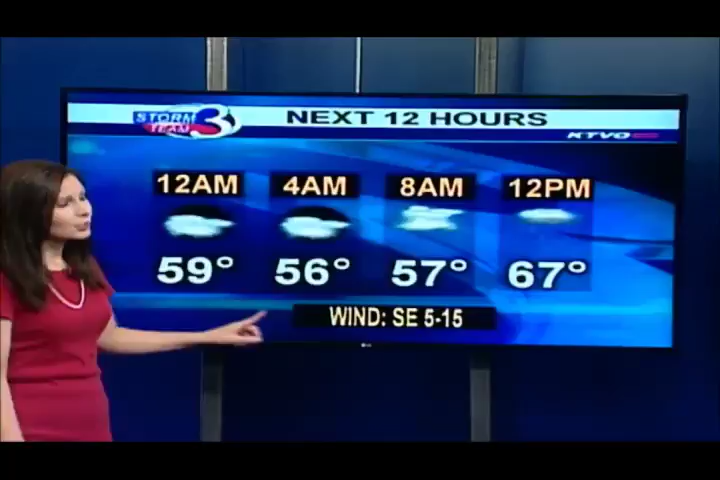 STORM TEAM 3
NEXT 12 HOURS
KTVO
12AM 4AM 8AM 12PM
59° 56° 57° 67°
WIND: SE 5-15
LG